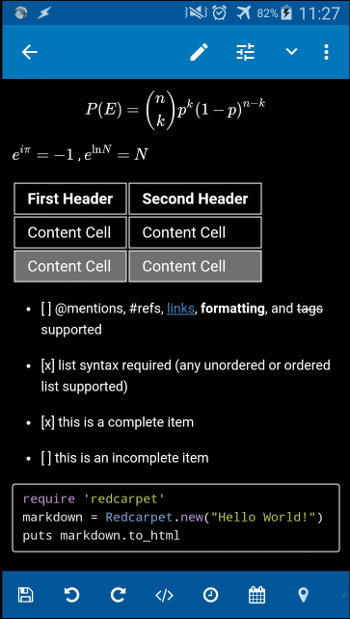 82% 11:27
P(E) = (n k) p^k (1 − p)^{n−k}
e^{iπ} = −1 , e^{ln N} = N
First Header Second Header
Content Cell Content Cell
Content Cell Content Cell
• [ ] @mentions, #refs, links, formatting, and tags
supported
• [x] list syntax required (any unordered or ordered
list supported)
• [x] this is a complete item
• [ ] this is an incomplete item
require 'redcarpet'
markdown = Redcarpet.new("Hello World!")
puts markdown.to_html